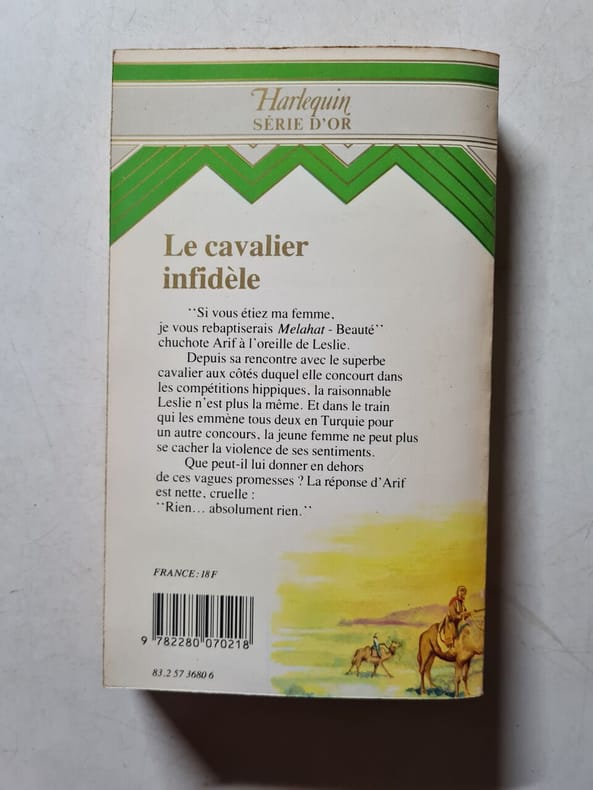 Harlequin
SÉRIE D'OR
Le cavalier
infidèle
"Si vous étiez ma femme,
je vous rebaptiserais Melahat - Beauté"
chuchote Arif à l'oreille de Leslie.
Depuis sa rencontre avec le superbe
cavalier aux côtés duquel elle concourt dans
les compétitions hippiques, la raisonnable
Leslie n'est plus la même. Et dans le train
qui les emmène tous deux en Turquie pour
un autre concours, la jeune femme ne peut plus
se cacher la violence de ses sentiments.
Que peut-il lui donner en dehors
de ces vagues promesses ? La réponse d'Arif
est nette, cruelle :
"Rien... absolument rien."
FRANCE : 18 F
9 782280 070218
83.2 57 3680 6